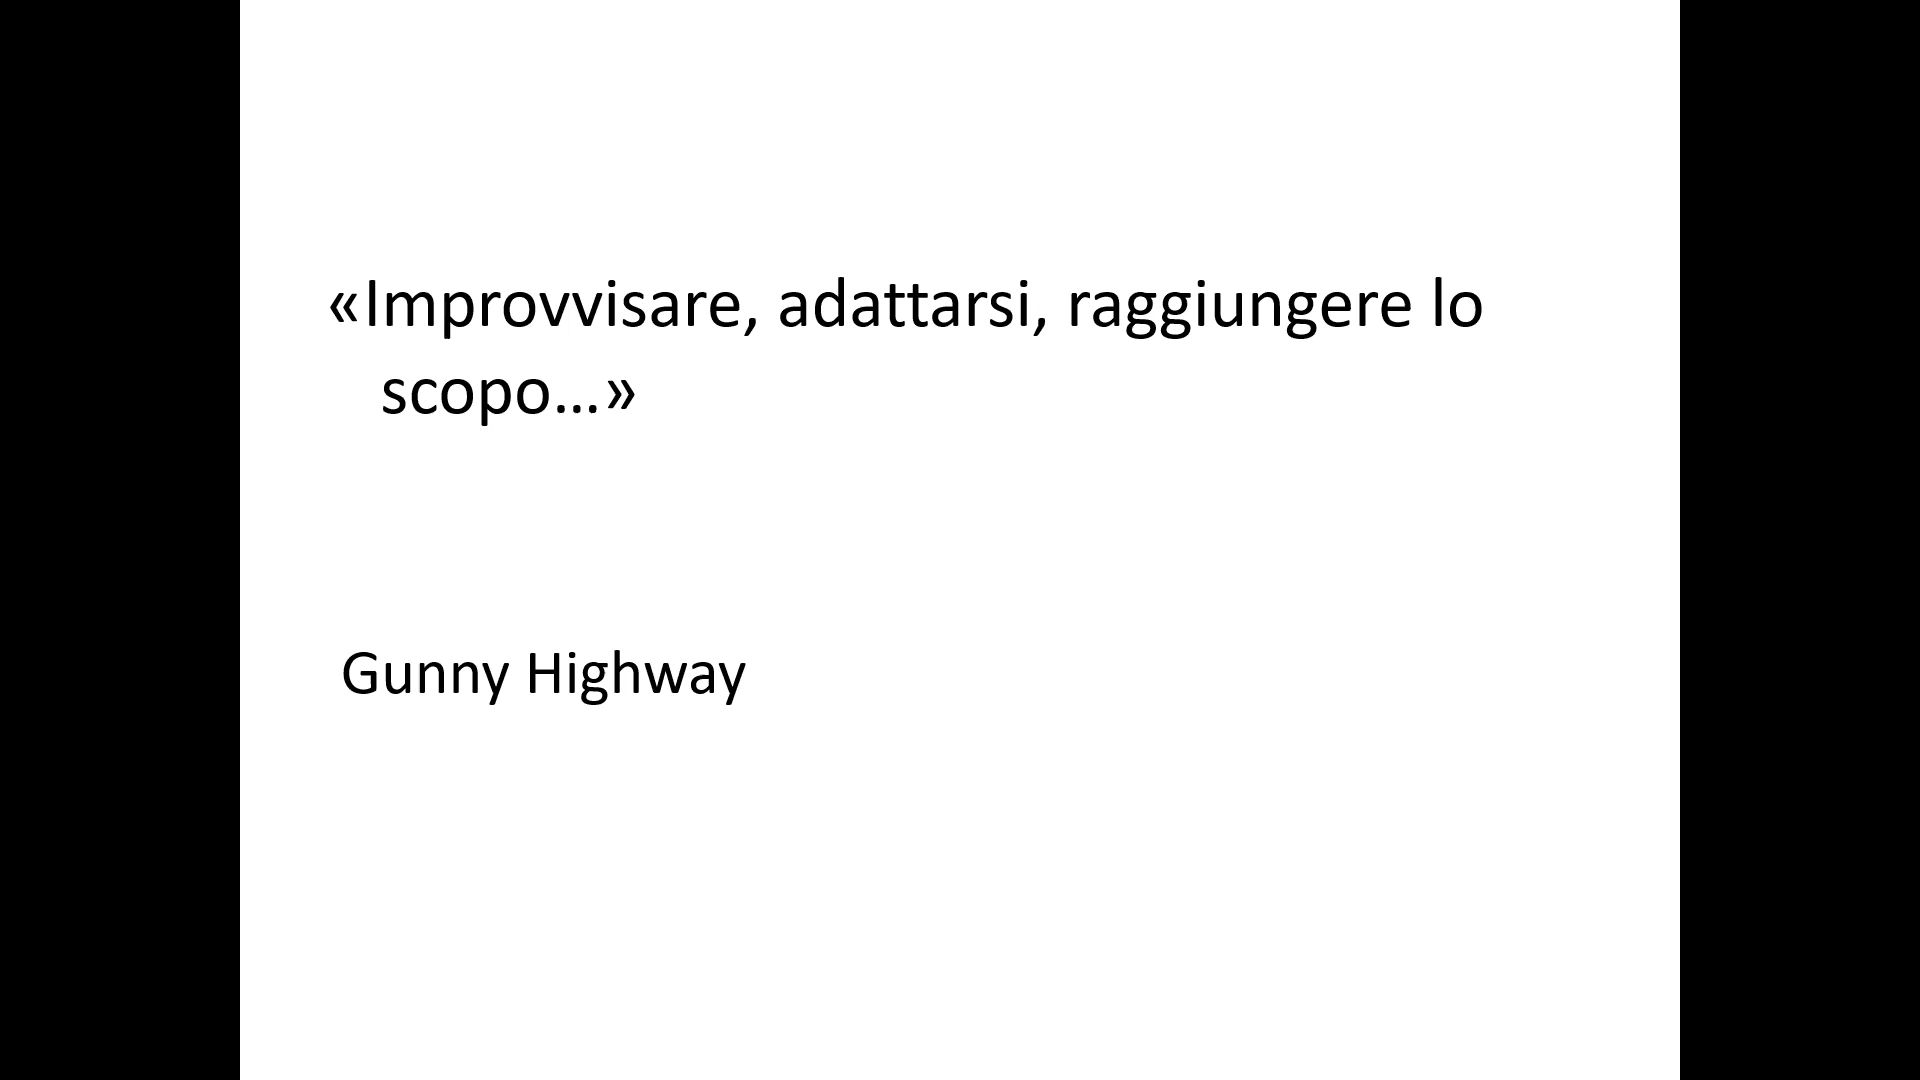 «Improvvisare, adattarsi, raggiungere lo
scopo…»
Gunny Highway